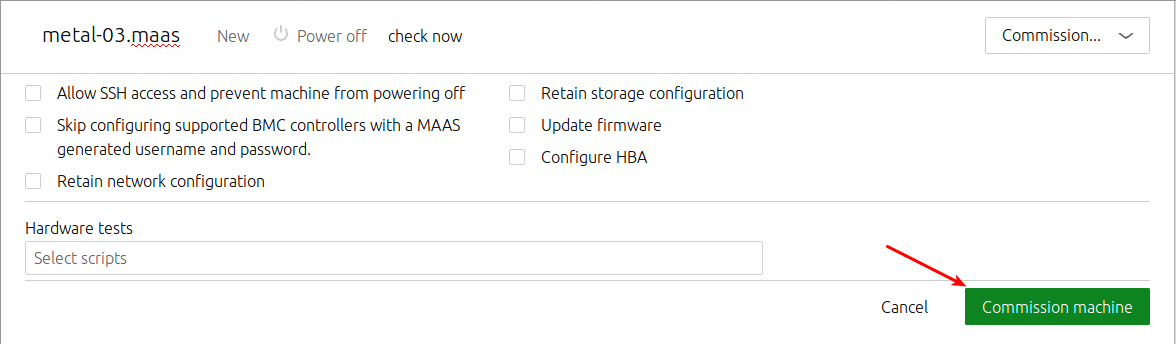 metal-03.maas New Power off check now Commission...
Allow SSH access and prevent machine from powering off
Skip configuring supported BMC controllers with a MAAS
generated username and password.
Retain network configuration
Retain storage configuration
Update firmware
Configure HBA
Hardware tests
Select scripts
Cancel Commission machine